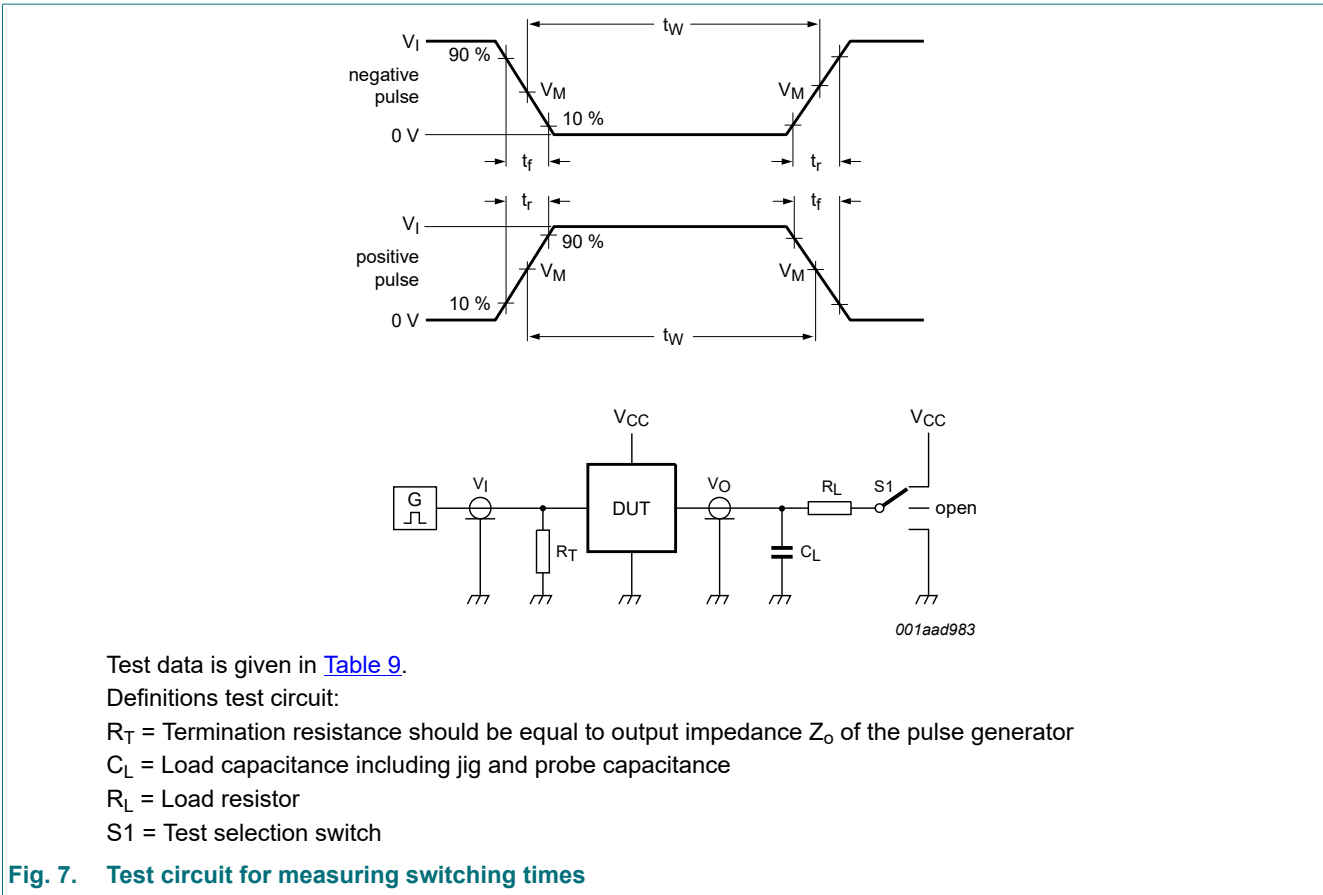 tW
VI
90 %
negative
pulse
VM
VM
10 %
0 V
tf
tr
tr
tf
VI
90 %
positive
pulse
VM
VM
10 %
0 V
tW
VCC
VCC
G
VI
DUT
VO
RL
S1
open
RT
CL
001aad983
Test data is given in Table 9.
Definitions test circuit:
RT = Termination resistance should be equal to output impedance Zo of the pulse generator
CL = Load capacitance including jig and probe capacitance
RL = Load resistor
S1 = Test selection switch
Fig. 7. Test circuit for measuring switching times